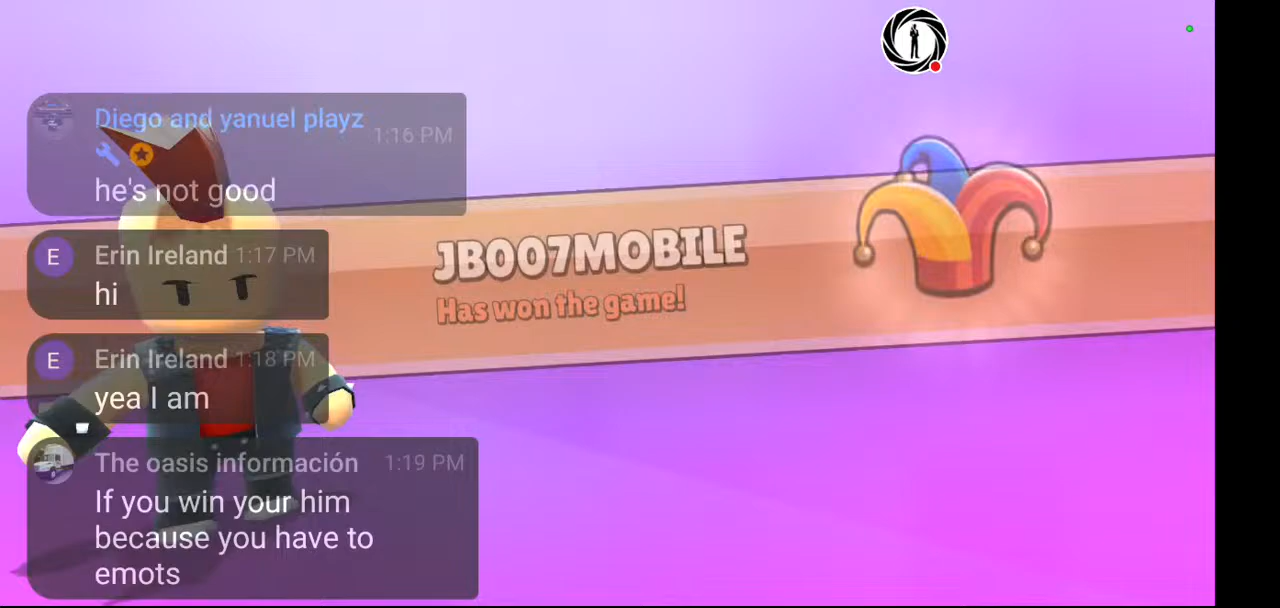 Diego and yanuel playz
1:16 PM
he's not good
E
Erin Ireland 1:17 PM
hi
E
Erin Ireland 1:18 PM
yea I am
The oasis información 1:19 PM
If you win your him
because you have to
emots
JB007MOBILE
Has won the game!